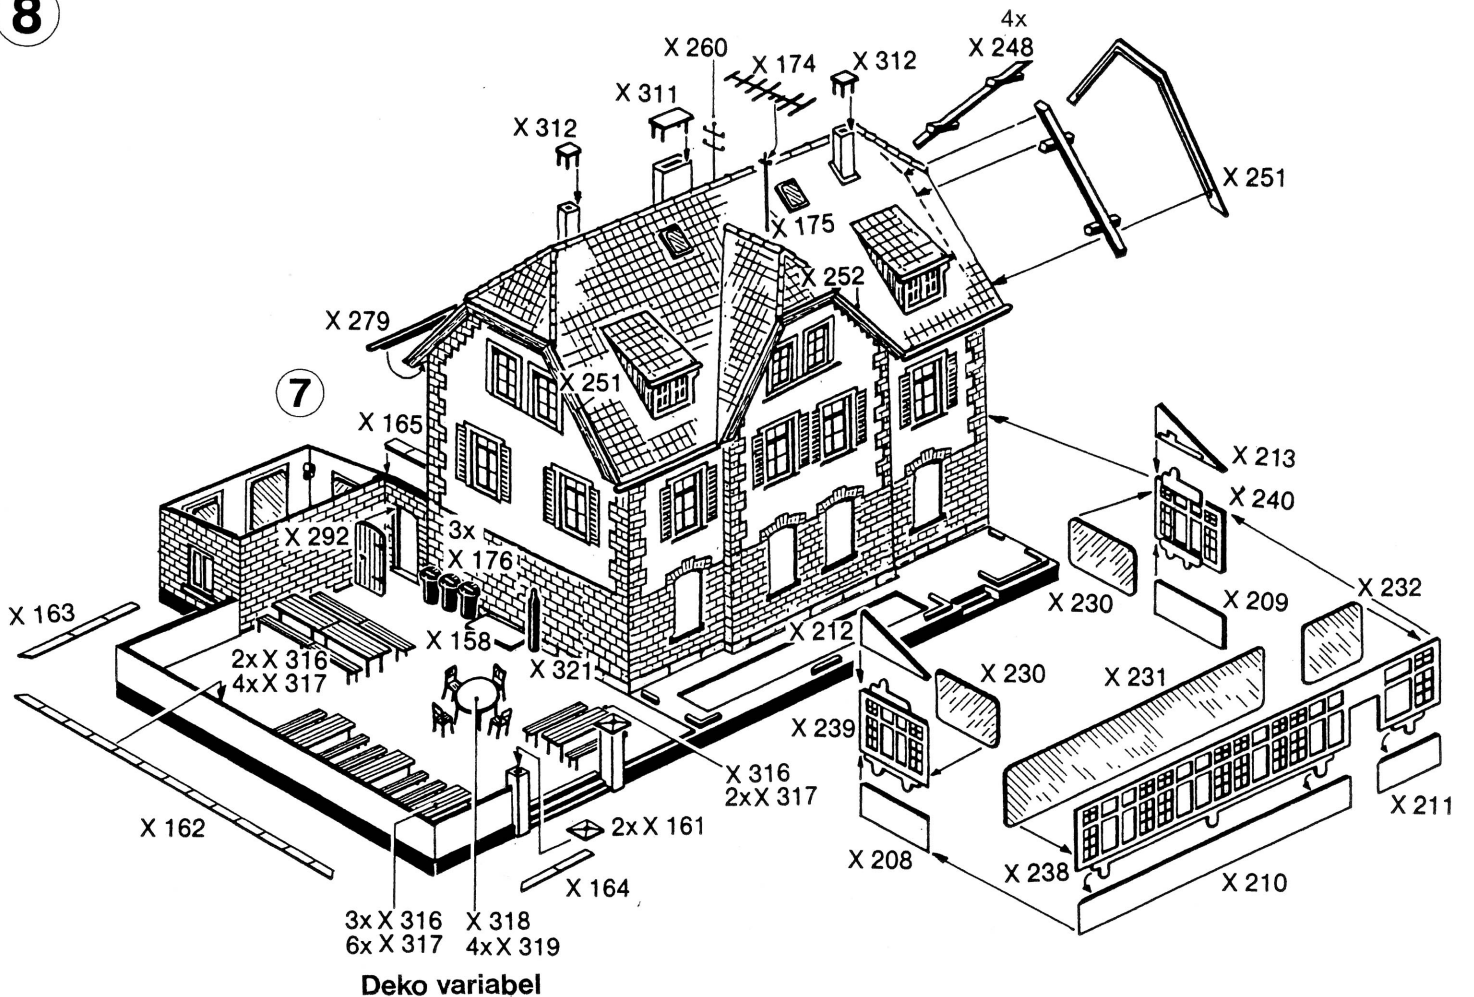 8
4x
X 248
X 260
X 174
X 312
X 311
X 312
X 251
X 175
X 252
X 279
X 251
7
X 165
X 213
X 240
X 292
3x
X 176
X 232
X 230
X 209
X 163
X 158
X 212
2x X 316
4x X 317
X 321
X 230
X 231
X 239
X 316
2x X 317
X 211
X 162
2x X 161
X 208
X 238
X 210
X 164
3x X 316
6x X 317
X 318
4x X 319
Deko variabel